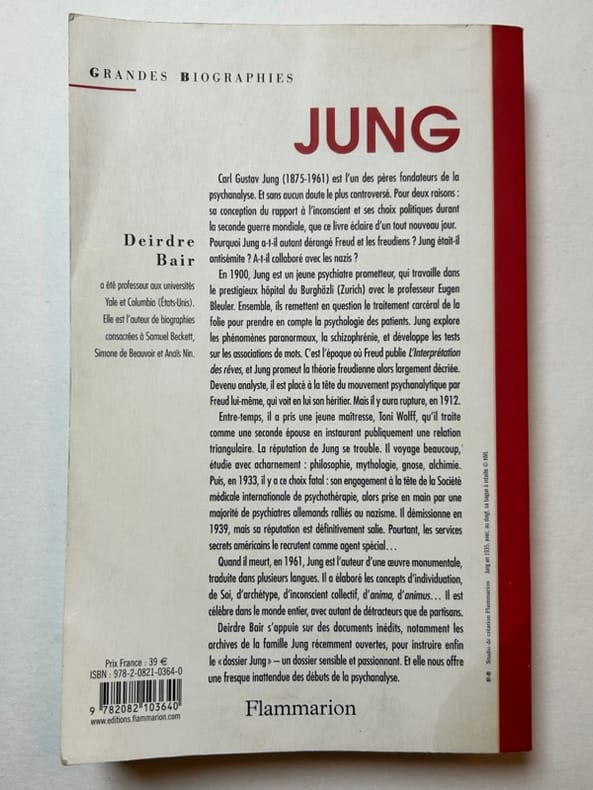 GRANDES BIOGRAPHIES
JUNG
Deirdre
Bair
a été professeur aux universités
Yale et Columbia (États-Unis).
Elle est l'auteur de biographies
consacrées à Samuel Beckett,
Simone de Beauvoir et Anaïs Nin.
Carl Gustav Jung (1875-1961) est l'un des pères fondateurs de la
psychanalyse. Et sans aucun doute le plus controversé. Pour deux raisons :
sa conception du rapport à l'inconscient et ses choix politiques durant
la seconde guerre mondiale, que ce livre éclaire d'un tout nouveau jour.
Pourquoi Jung a-t-il autant dérangé Freud et les freudiens ? Jung était-il
antisémite ? A-t-il collaboré avec les nazis ?
En 1900, Jung est un jeune psychiatre prometteur, qui travaille dans
le prestigieux hôpital du Burghözli (Zurich) avec le professeur Eugen
Bleuler. Ensemble, ils remettent en question le traitement carcéral de la
folie pour prendre en compte la psychologie des patients. Jung explore
les phénomènes paranormaux, la schizophrénie, et développe les tests
sur les associations de mots. C'est l'époque où Freud publie L'Interprétation
des rêves, et Jung promeut la théorie freudienne alors largement décriée.
Devenu analyste, il est placé à la tête du mouvement psychanalytique par
Freud lui-même, qui voit en lui son héritier. Mais il y aura rupture, en 1912.
Entre-temps, il a pris une jeune maîtresse, Toni Wolff, qu'il traite
comme une seconde épouse en instaurant publiquement une relation
triangulaire. La réputation de Jung se trouble. Il voyage beaucoup,
étudie avec acharnement : philosophie, mythologie, gnose, alchimie.
Puis, en 1933, il y a ce choix fatal : son engagement à la tête de la Société
médicale internationale de psychothérapie, alors prise en main par une
majorité de psychiatres allemands ralliés au nazisme. Il démissionne en
1939, mais sa réputation est définitivement salie. Pourtant, les services
secrets américains le recrutent comme agent spécial…
Quand il meurt, en 1961, Jung est l'auteur d'une œuvre monumentale,
traduite dans plusieurs langues. Il a élaboré les concepts d'individuation,
de Soi, d'archétype, d'inconscient collectif, d'anima, d'animus… Il est
célèbre dans le monde entier, avec autant de détracteurs que de partisans.
Deirdre Bair s'appuie sur des documents inédits, notamment les
archives de la famille Jung récemment ouvertes, pour instruire enfin
le « dossier Jung » – un dossier sensible et passionnant. Et elle nous offre
une fresque inattendue des débuts de la psychanalyse.
Prix France : 39 €
ISBN : 978-2-0821-0364-0
9 782082 103640
www.editions.flammarion.com
Flammarion
Studio de création Flammarion Jung en 1935, avec, au doigt, sa bague à intaille © KNL